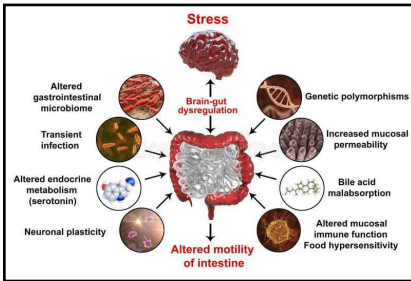 Stress
Altered
gastrointestinal
microbiome
Brain-gut
dysregulation
Genetic polymorphisms
Transient
infection
Increased mucosal
permeability
Altered endocrine
metabolism
(serotonin)
Bile acid
malabsorption
Neuronal plasticity
Altered mucosal
immune function
Food hypersensitivity
Altered motility
of intestine